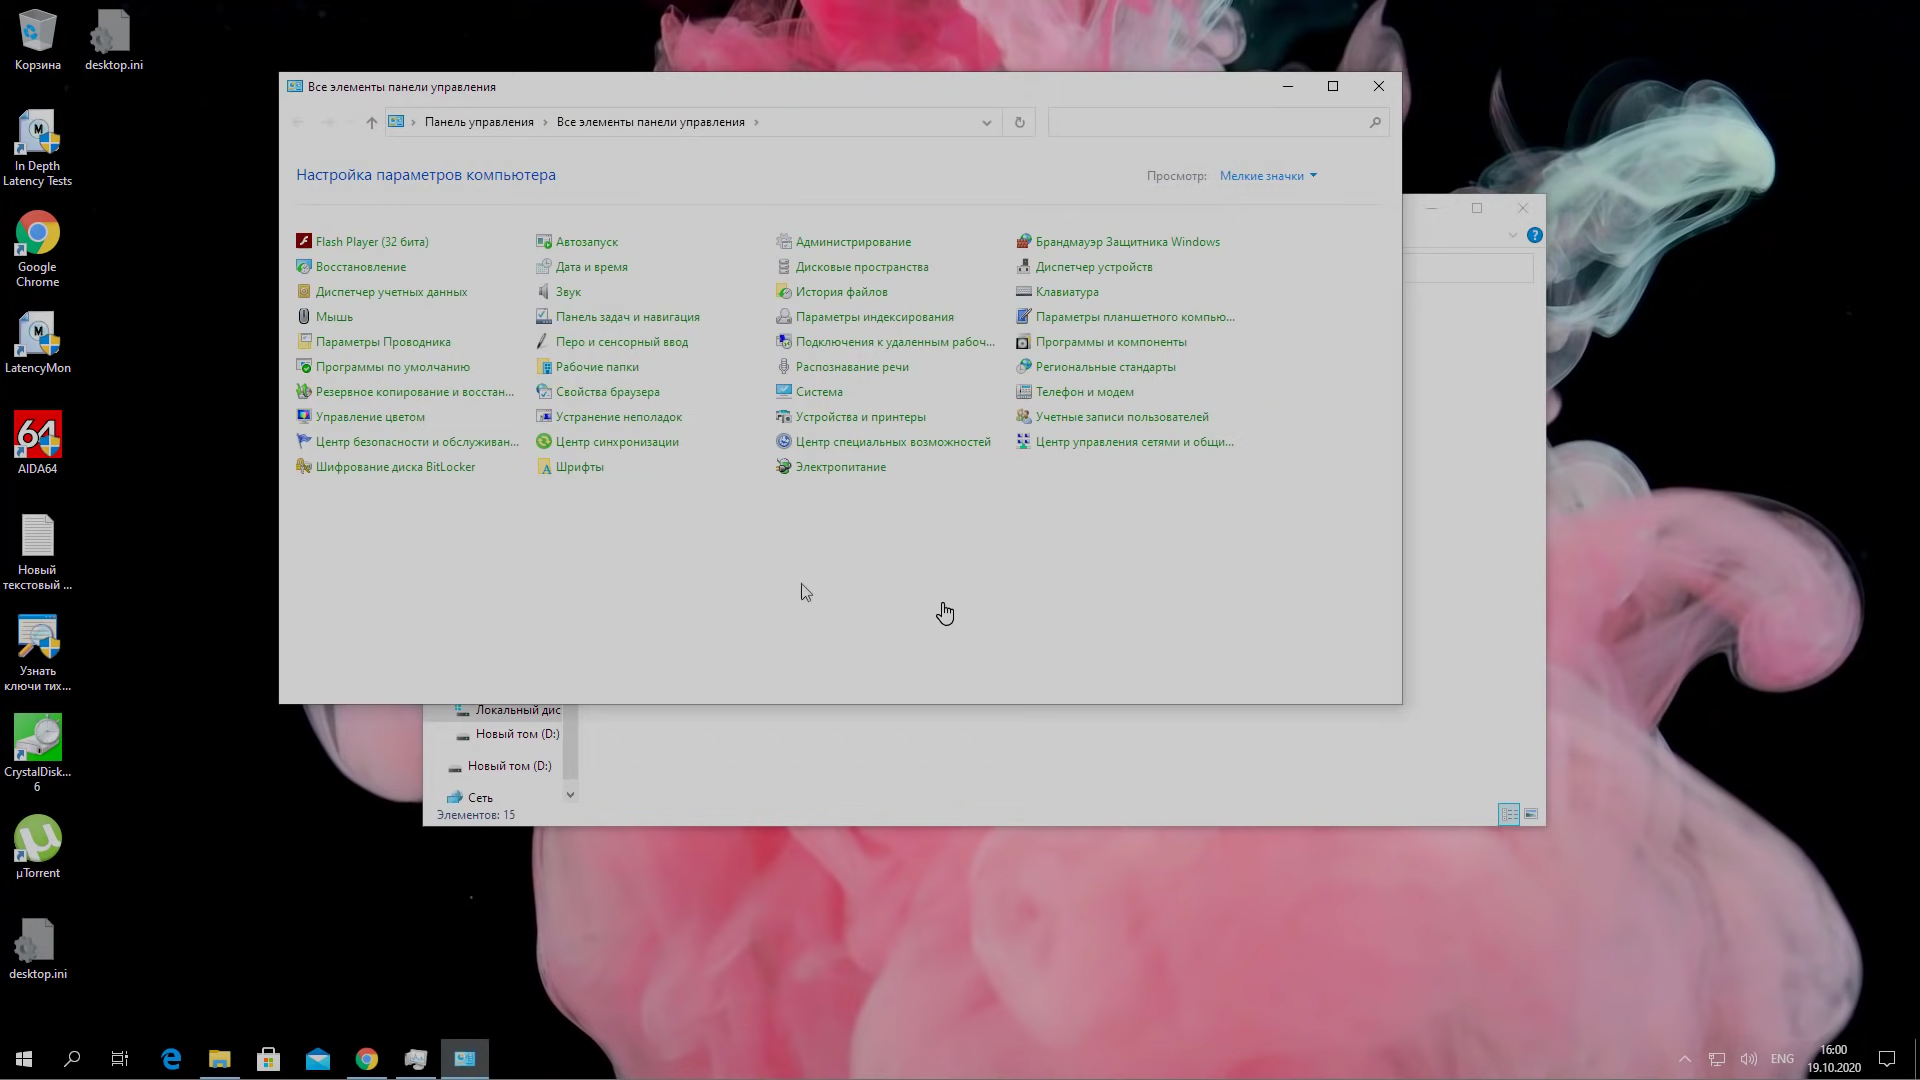 Корзина
desktop.ini
In Depth
Latency Tests
Google
Chrome
LatencyMon
64
AIDA64
Новый
текстовый ...
Узнать
ключи тих...
CrystalDisk...
6
µTorrent
desktop.ini
Все элементы панели управления
Панель управления > Все элементы панели управления >
Настройка параметров компьютера
Просмотр: Мелкие значки
Flash Player (32 бита)
Автозапуск
Администрирование
Брандмауэр Защитника Windows
Восстановление
Дата и время
Дисковые пространства
Диспетчер устройств
Диспетчер учетных данных
Звук
История файлов
Клавиатура
Мышь
Панель задач и навигация
Параметры индексирования
Параметры планшетного компью...
Параметры Проводника
Перо и сенсорный ввод
Подключения к удаленным рабоч...
Программы и компоненты
Программы по умолчанию
Рабочие папки
Распознавание речи
Региональные стандарты
Резервное копирование и восстан...
Свойства браузера
Система
Телефон и модем
Управление цветом
Устранение неполадок
Устройства и принтеры
Учетные записи пользователей
Центр безопасности и обслуживан...
Центр синхронизации
Центр специальных возможностей
Центр управления сетями и общи...
Шифрование диска BitLocker
Шрифты
Электропитание
Локальный дис
Новый том (D:)
Новый том (D:)
Сеть
Элементов: 15
ENG
16:00
19.10.2020